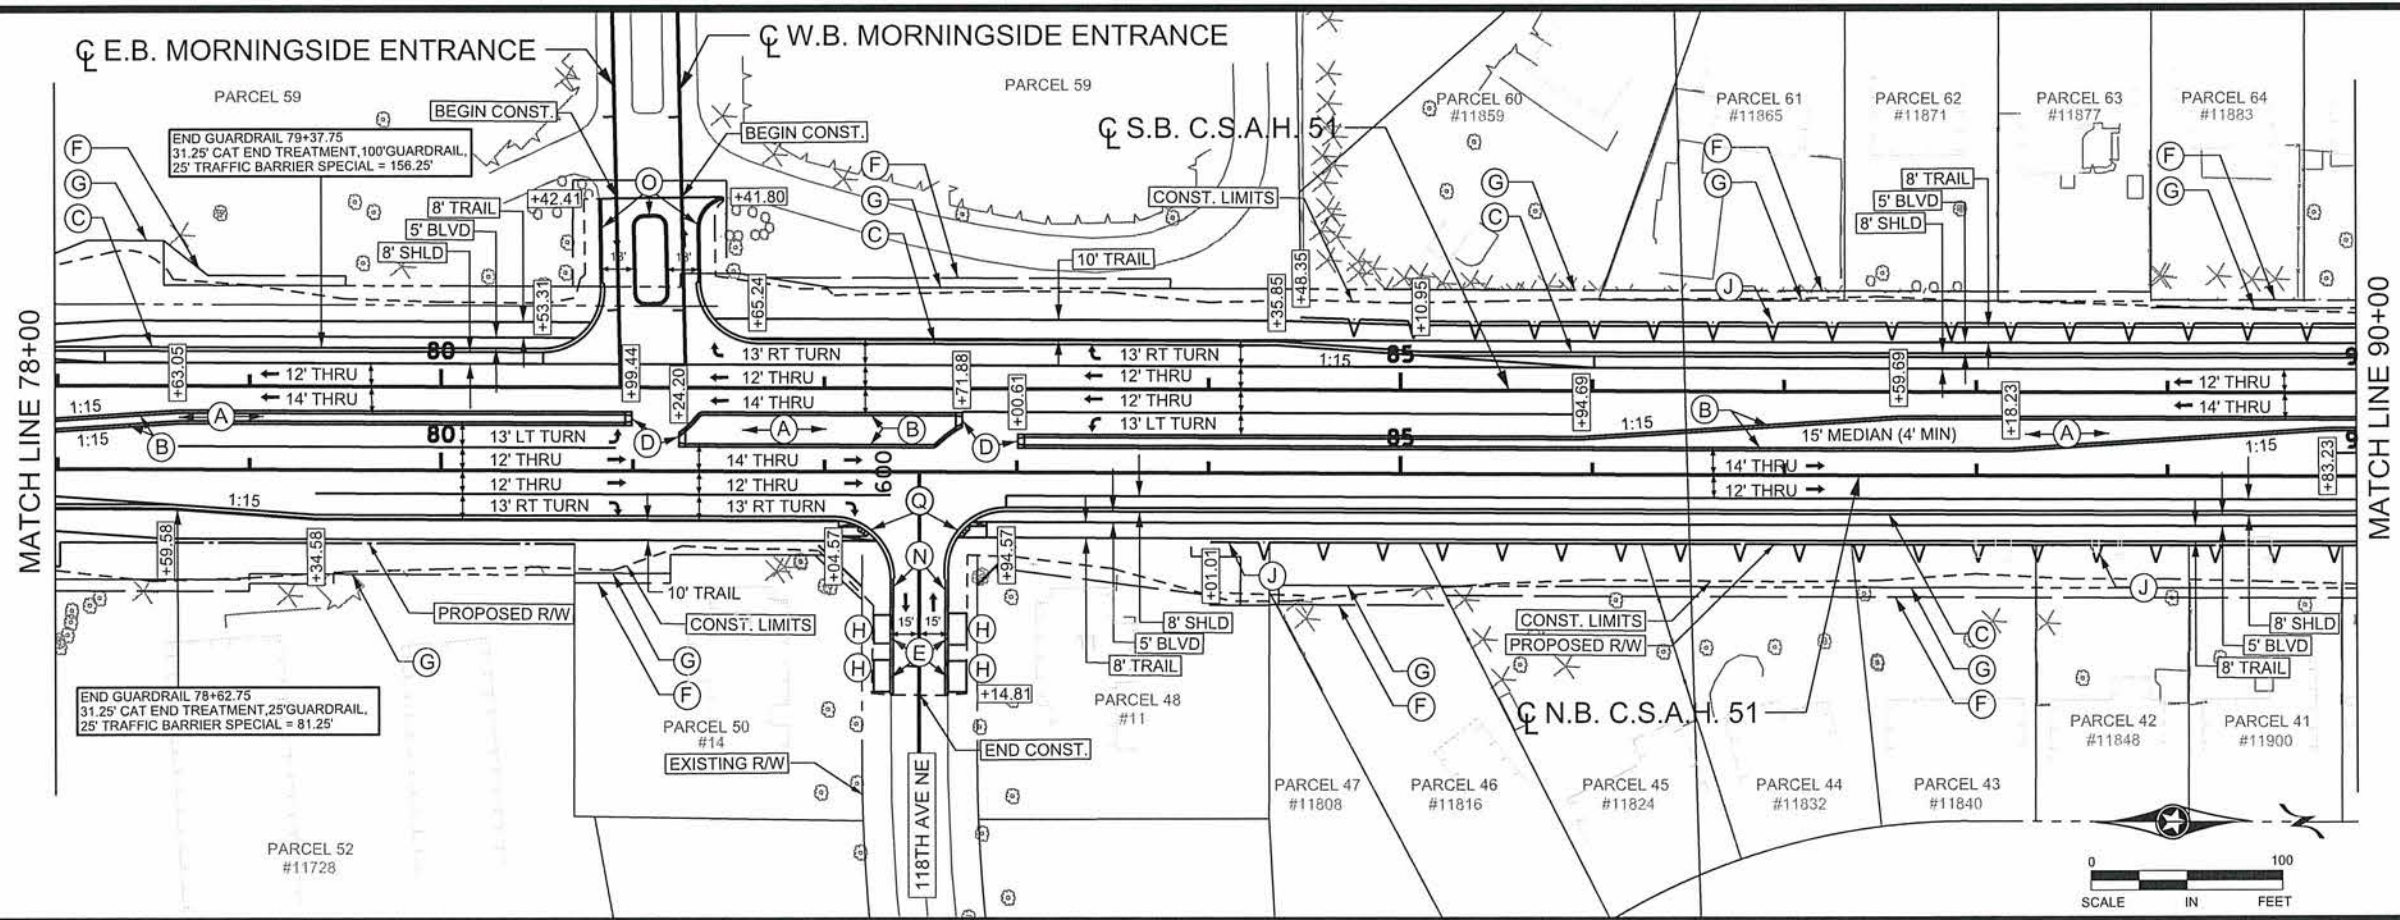 ℄ E.B. MORNINGSIDE ENTRANCE
℄ W.B. MORNINGSIDE ENTRANCE
PARCEL 59
PARCEL 59
BEGIN CONST.
BEGIN CONST.
℄ S.B. C.S.A.H. 51
PARCEL 60
#11859
PARCEL 61
#11865
PARCEL 62
#11871
PARCEL 63
#11877
PARCEL 64
#11883
F
G
C
END GUARDRAIL 79+37.75
31.25' CAT END TREATMENT,100'GUARDRAIL,
25' TRAFFIC BARRIER SPECIAL = 156.25'
8' TRAIL
5' BLVD
8' SHLD
+42.41
O
+41.80
F
G
C
CONST. LIMITS
G
C
F
G
8' TRAIL
5' BLVD
8' SHLD
F
G
18'
18'
10' TRAIL
J
+53.31
+65.24
+35.85
+48.35
+10.95
MATCH LINE 78+00
MATCH LINE 90+00
+63.05
80
+99.44
+24.20
13' RT TURN
+71.88
13' RT TURN
1:15
85
+59.69
9
12' THRU
12' THRU
12' THRU
12' THRU
14' THRU
14' THRU
12' THRU
14' THRU
1:15
1:15
A
B
80
13' LT TURN
D
A
B
D
+00.61
13' LT TURN
85
+94.69
1:15
B
15' MEDIAN (4' MIN)
+18.23
A
1:15
9
+83.23
12' THRU
14' THRU
600
14' THRU
12' THRU
12' THRU
12' THRU
1:15
13' RT TURN
13' RT TURN
Q
+59.58
+34.58
+04.57
N
+94.57
+01.01
J
J
10' TRAIL
PROPOSED R/W
CONST. LIMITS
G
G
F
H
H
15'
15'
E
H
H
+14.81
8' SHLD
5' BLVD
8' TRAIL
CONST. LIMITS
PROPOSED R/W
G
F
C
G
F
8' SHLD
5' BLVD
8' TRAIL
END GUARDRAIL 78+62.75
31.25' CAT END TREATMENT,25'GUARDRAIL,
25' TRAFFIC BARRIER SPECIAL = 81.25'
PARCEL 50
#14
EXISTING R/W
END CONST.
118TH AVE NE
PARCEL 48
#11
℄ N.B. C.S.A.H. 51
PARCEL 42
#11848
PARCEL 41
#11900
PARCEL 47
#11808
PARCEL 46
#11816
PARCEL 45
#11824
PARCEL 44
#11832
PARCEL 43
#11840
PARCEL 52
#11728
0 100
SCALE IN FEET